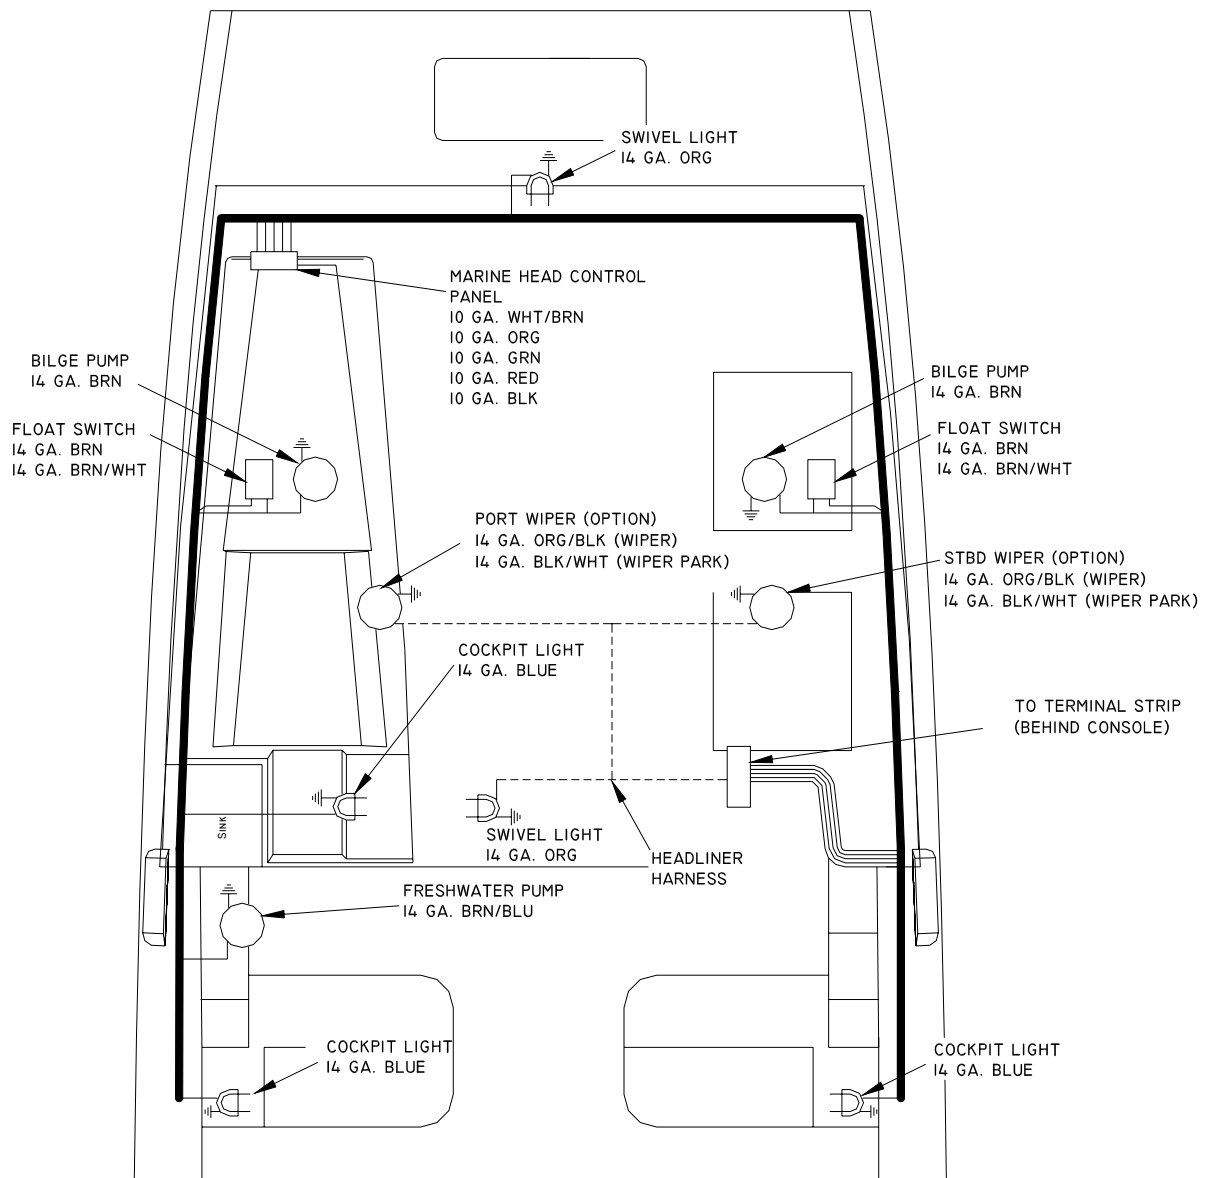 SWIVEL LIGHT
14 GA. ORG
MARINE HEAD CONTROL
PANEL
10 GA. WHT/BRN
10 GA. ORG
10 GA. GRN
10 GA. RED
10 GA. BLK
BILGE PUMP
14 GA. BRN
FLOAT SWITCH
14 GA. BRN
14 GA. BRN/WHT
BILGE PUMP
14 GA. BRN
FLOAT SWITCH
14 GA. BRN
14 GA. BRN/WHT
PORT WIPER (OPTION)
14 GA. ORG/BLK (WIPER)
14 GA. BLK/WHT (WIPER PARK)
STBD WIPER (OPTION)
14 GA. ORG/BLK (WIPER)
14 GA. BLK/WHT (WIPER PARK)
COCKPIT LIGHT
14 GA. BLUE
TO TERMINAL STRIP
(BEHIND CONSOLE)
SINK
SWIVEL LIGHT
14 GA. ORG
HEADLINER
HARNESS
FRESHWATER PUMP
14 GA. BRN/BLU
COCKPIT LIGHT
14 GA. BLUE
COCKPIT LIGHT
14 GA. BLUE